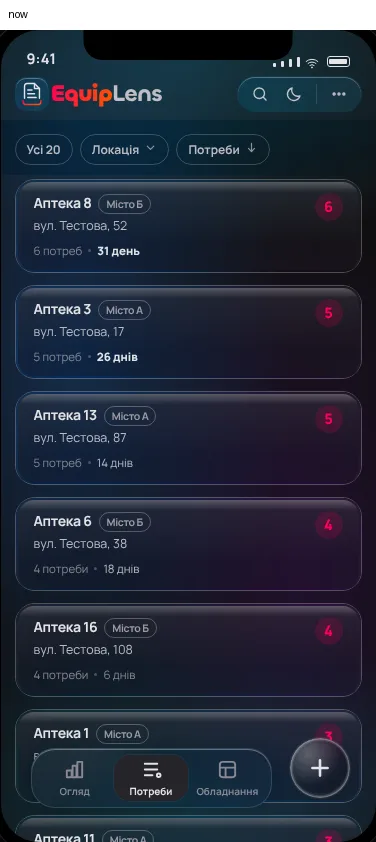 now
9:41
EquipLens
Усі 20 Локація Потреби
Аптека 8 Місто Б 6
вул. Тестова, 52
6 потреб • 31 день
Аптека 3 Місто А 5
вул. Тестова, 17
5 потреб • 26 днів
Аптека 13 Місто А 5
вул. Тестова, 87
5 потреб • 14 днів
Аптека 6 Місто Б 4
вул. Тестова, 38
4 потреби • 18 днів
Аптека 16 Місто Б 4
вул. Тестова, 108
4 потреби • 6 днів
Аптека 1 Місто А 3
Огляд Потреби Обладнання
Аптека 11 Місто А 3